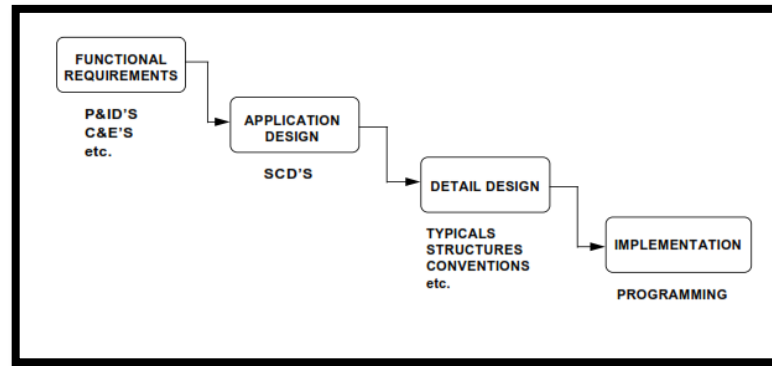 FUNCTIONAL
REQUIREMENTS
P&ID'S
C&E'S
etc.
APPLICATION
DESIGN
SCD'S
DETAIL DESIGN
TYPICALS
STRUCTURES
CONVENTIONS
etc.
IMPLEMENTATION
PROGRAMMING